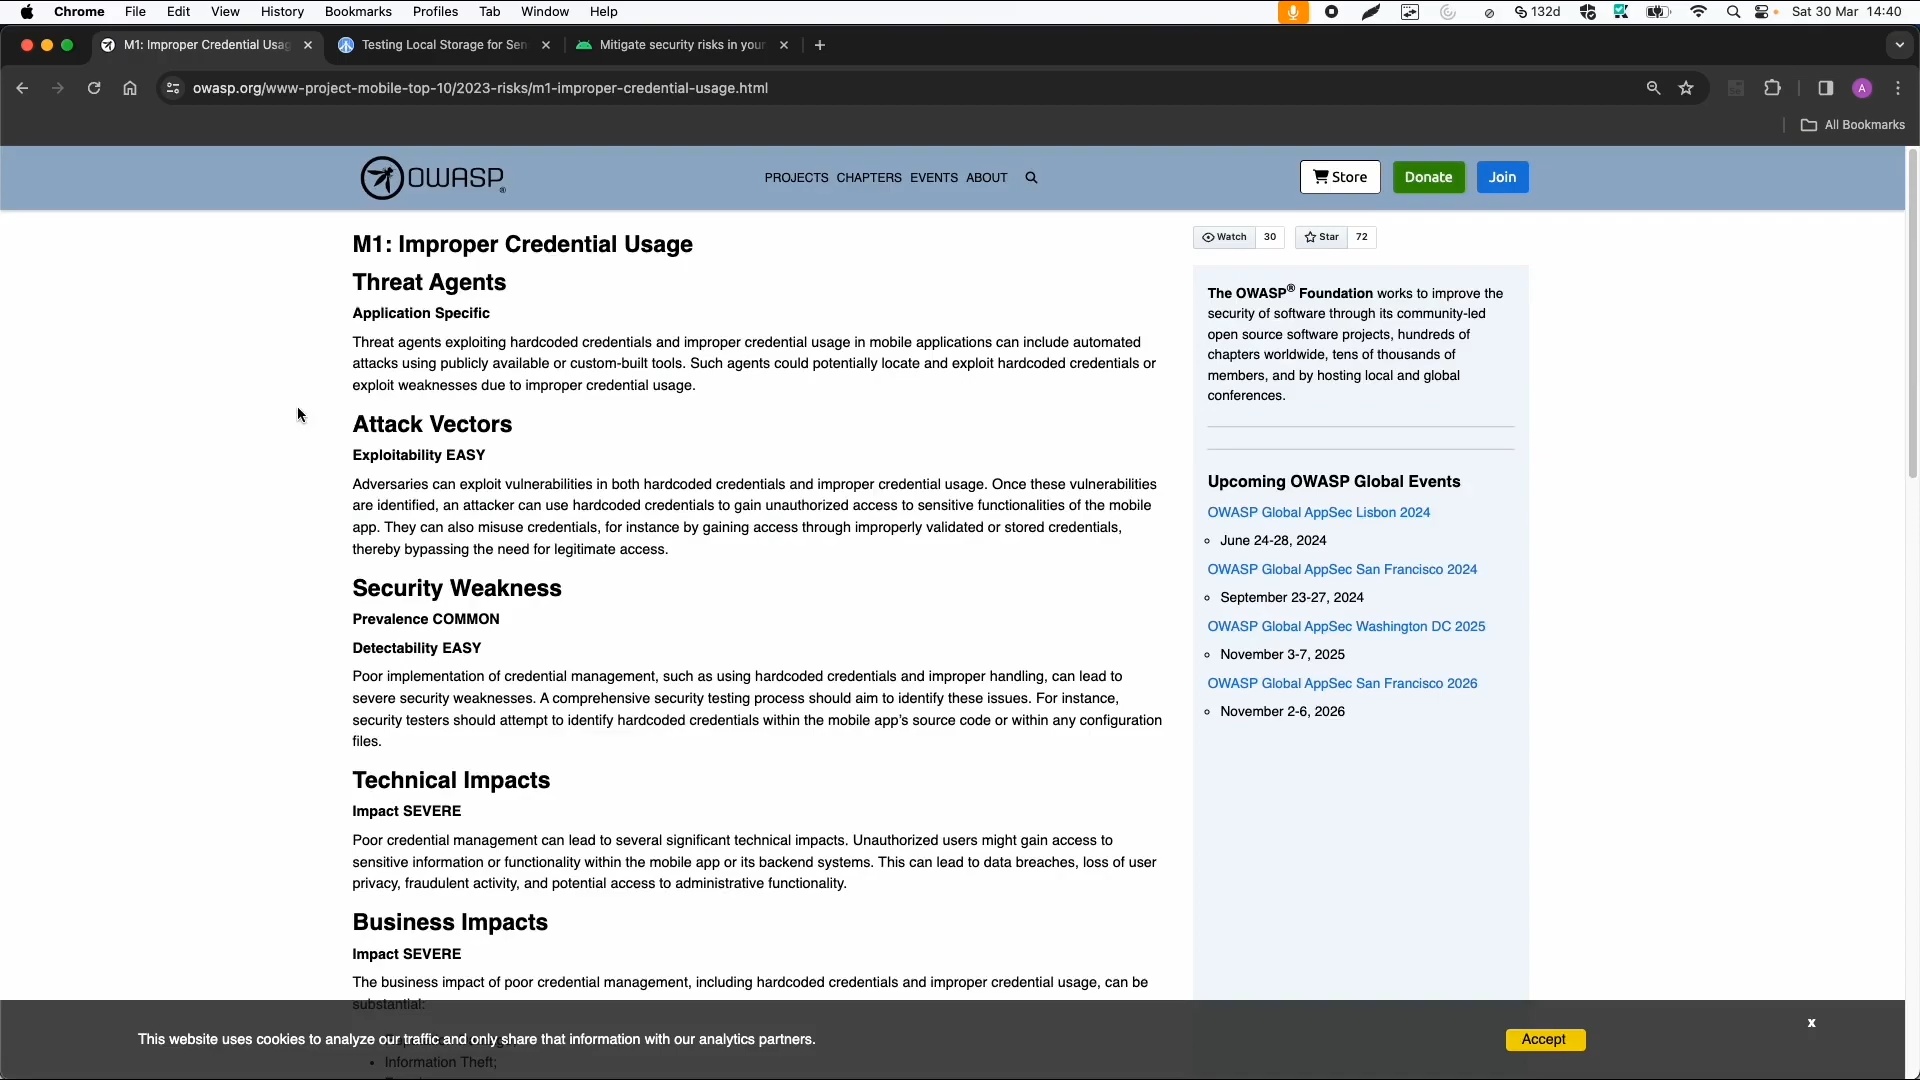 Chrome File Edit View History Bookmarks Profiles Tab Window Help 132d Sat 30 Mar 14:40
M1: Improper Credential Usag Testing Local Storage for Sen Mitigate security risks in your
owasp.org/www-project-mobile-top-10/2023-risks/m1-improper-credential-usage.html A
All Bookmarks
OWASP® PROJECTS CHAPTERS EVENTS ABOUT Store Donate Join
M1: Improper Credential Usage
Threat Agents
Application Specific
Threat agents exploiting hardcoded credentials and improper credential usage in mobile applications can include automated
attacks using publicly available or custom-built tools. Such agents could potentially locate and exploit hardcoded credentials or
exploit weaknesses due to improper credential usage.
Attack Vectors
Exploitability EASY
Adversaries can exploit vulnerabilities in both hardcoded credentials and improper credential usage. Once these vulnerabilities
are identified, an attacker can use hardcoded credentials to gain unauthorized access to sensitive functionalities of the mobile
app. They can also misuse credentials, for instance by gaining access through improperly validated or stored credentials,
thereby bypassing the need for legitimate access.
Security Weakness
Prevalence COMMON
Detectability EASY
Poor implementation of credential management, such as using hardcoded credentials and improper handling, can lead to
severe security weaknesses. A comprehensive security testing process should aim to identify these issues. For instance,
security testers should attempt to identify hardcoded credentials within the mobile app's source code or within any configuration
files.
Technical Impacts
Impact SEVERE
Poor credential management can lead to several significant technical impacts. Unauthorized users might gain access to
sensitive information or functionality within the mobile app or its backend systems. This can lead to data breaches, loss of user
privacy, fraudulent activity, and potential access to administrative functionality.
Business Impacts
Impact SEVERE
The business impact of poor credential management, including hardcoded credentials and improper credential usage, can be
substantial:
Information Theft;
Watch 30 Star 72
The OWASP® Foundation works to improve the
security of software through its community-led
open source software projects, hundreds of
chapters worldwide, tens of thousands of
members, and by hosting local and global
conferences.
Upcoming OWASP Global Events
OWASP Global AppSec Lisbon 2024
June 24-28, 2024
OWASP Global AppSec San Francisco 2024
September 23-27, 2024
OWASP Global AppSec Washington DC 2025
November 3-7, 2025
OWASP Global AppSec San Francisco 2026
November 2-6, 2026
This website uses cookies to analyze our traffic and only share that information with our analytics partners.
Accept
x